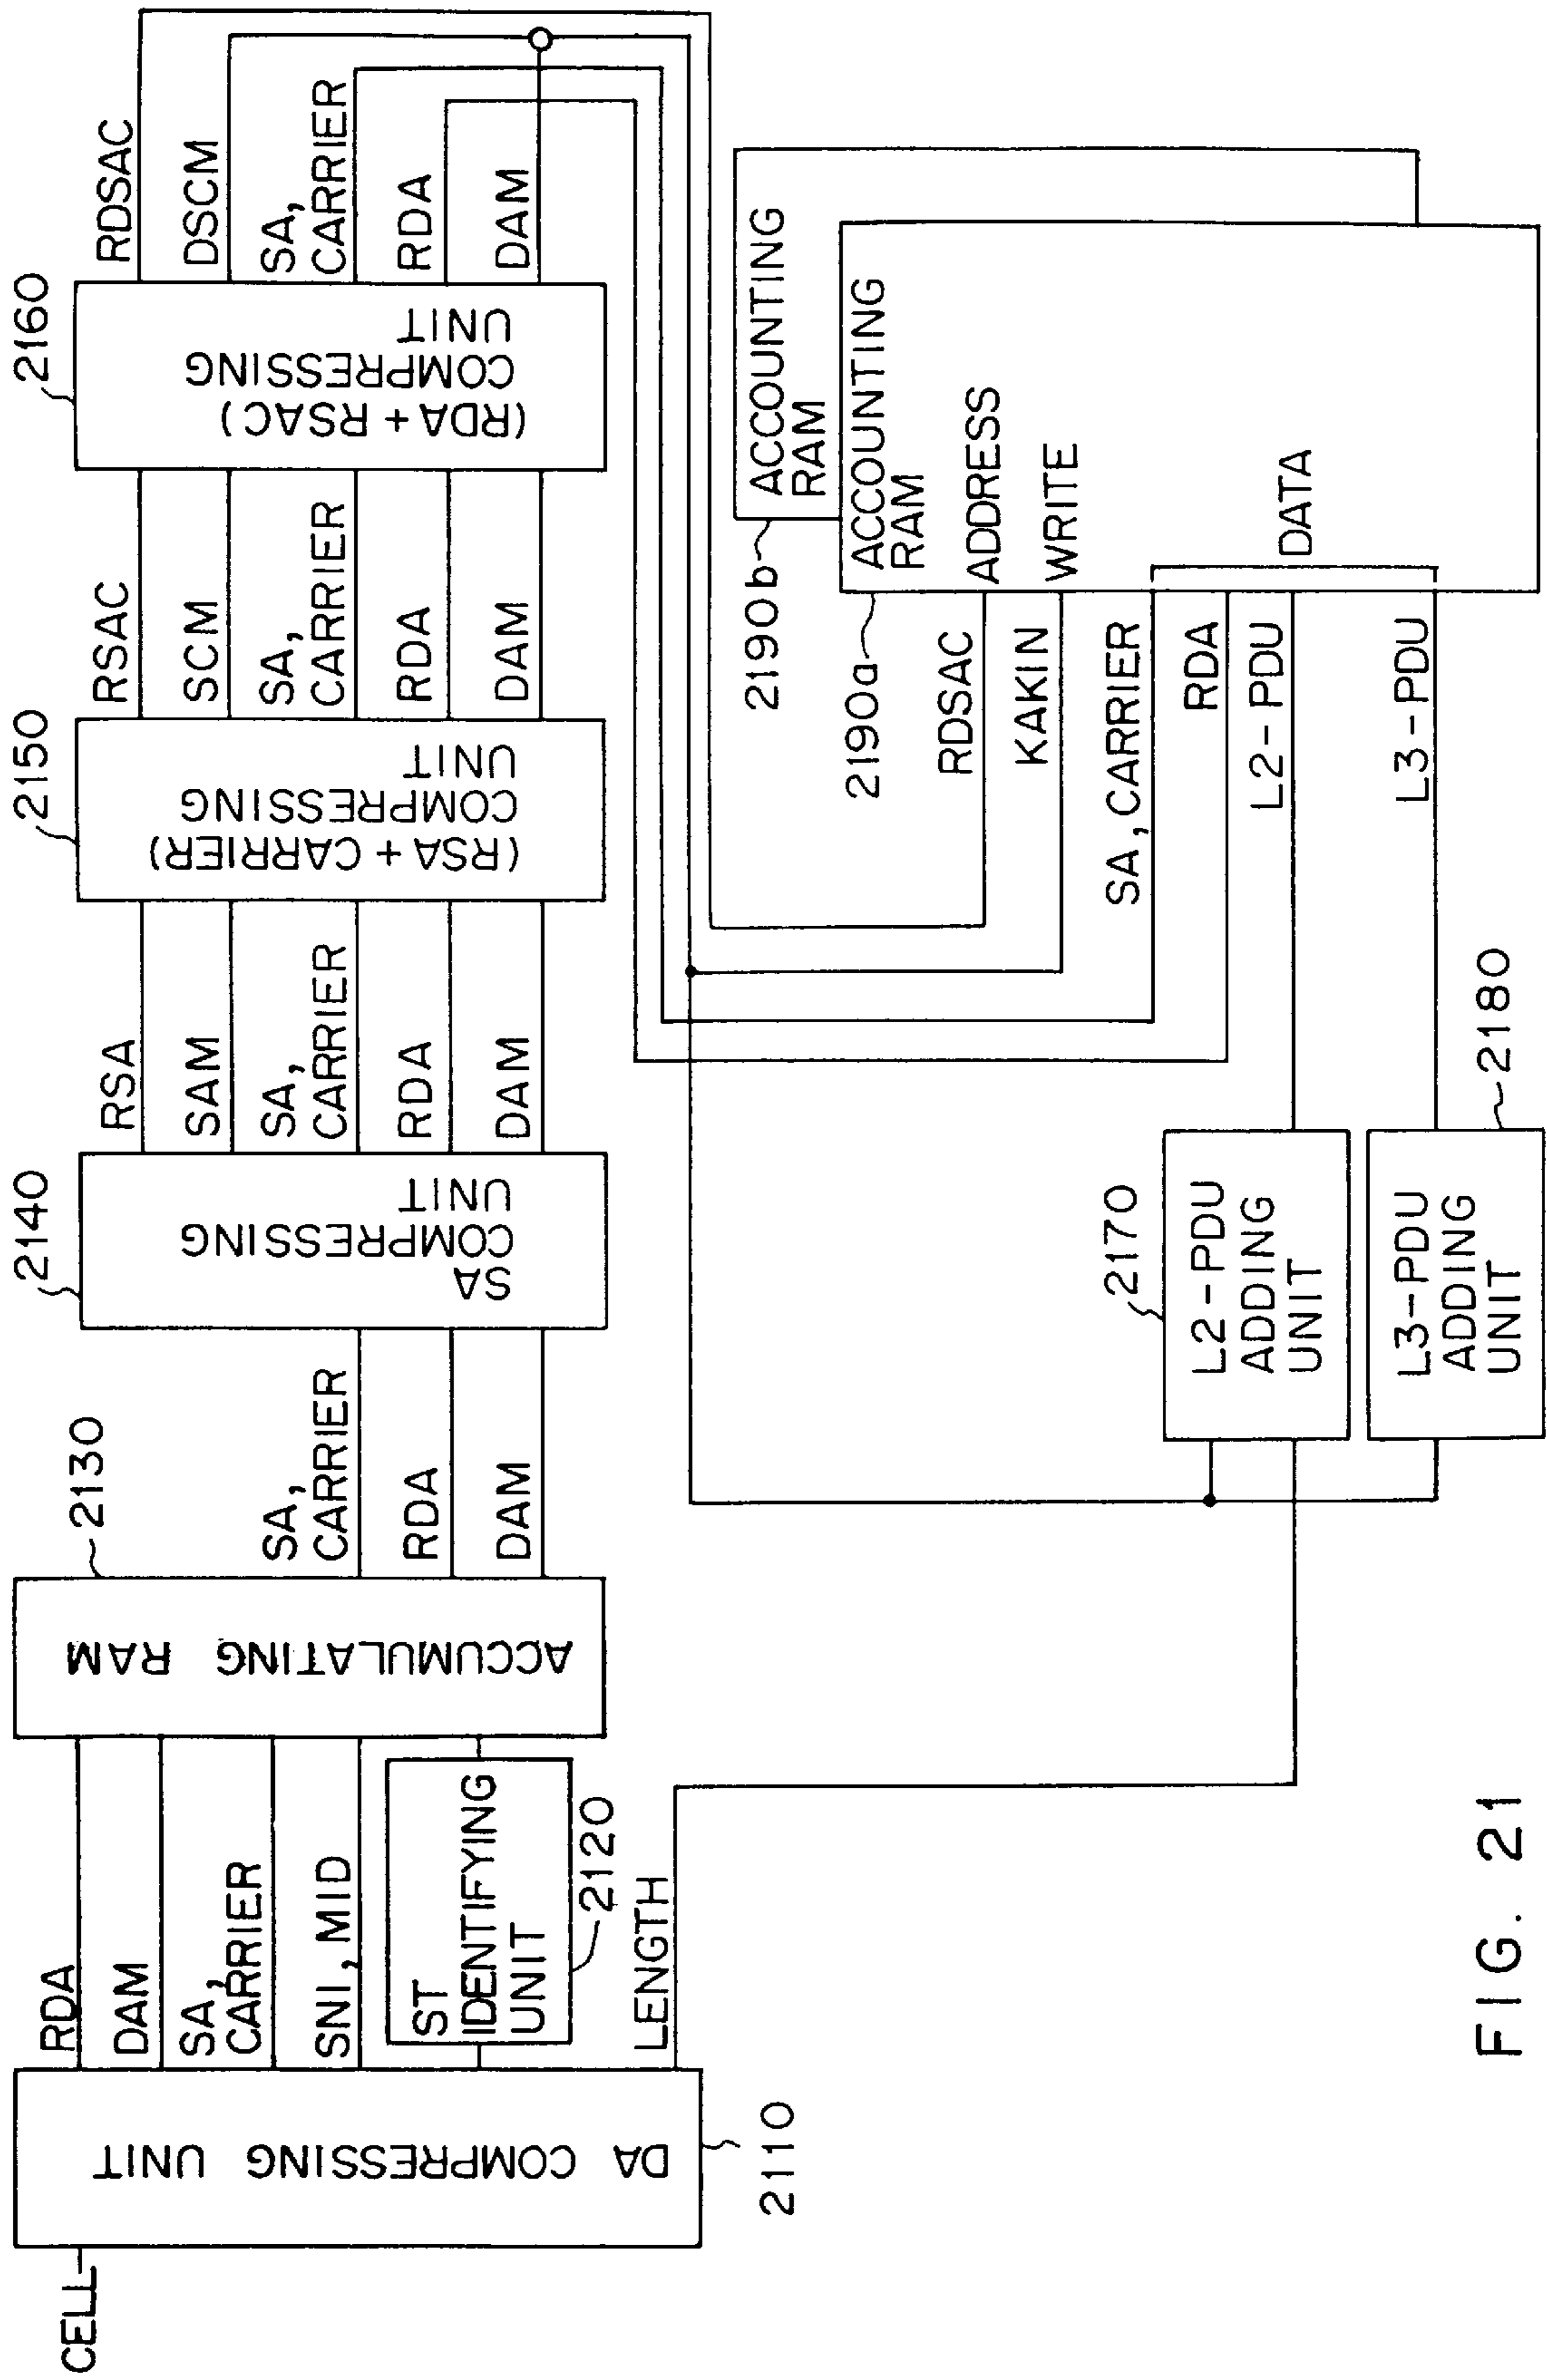 CELL
DA COMPRESSING UNIT
2110
RDA
DAM
SA,
CARRIER
SNI, MID
ST
IDENTIFYING
UNIT
2120
LENGTH
ACCUMULATING RAM
2130
SA,
CARRIER
RDA
DAM
SA
COMPRESSING
UNIT
2140
RSA
SAM
SA,
CARRIER
RDA
DAM
(RSA + CARRIER)
COMPRESSING
UNIT
2150
RSAC
SCM
SA,
CARRIER
RDA
DAM
(RDA + RSAC)
COMPRESSING
UNIT
2160
RDSAC
DSCM
SA,
CARRIER
RDA
DAM
L2-PDU
ADDING
UNIT
2170
L3-PDU
ADDING
UNIT
2180
RDSAC
KAKIN
SA, CARRIER
RDA
L2-PDU
L3-PDU
2190a
2190b
ACCOUNTING
RAM
ACCOUNTING
RAM
ADDRESS
WRITE
DATA
FIG. 21